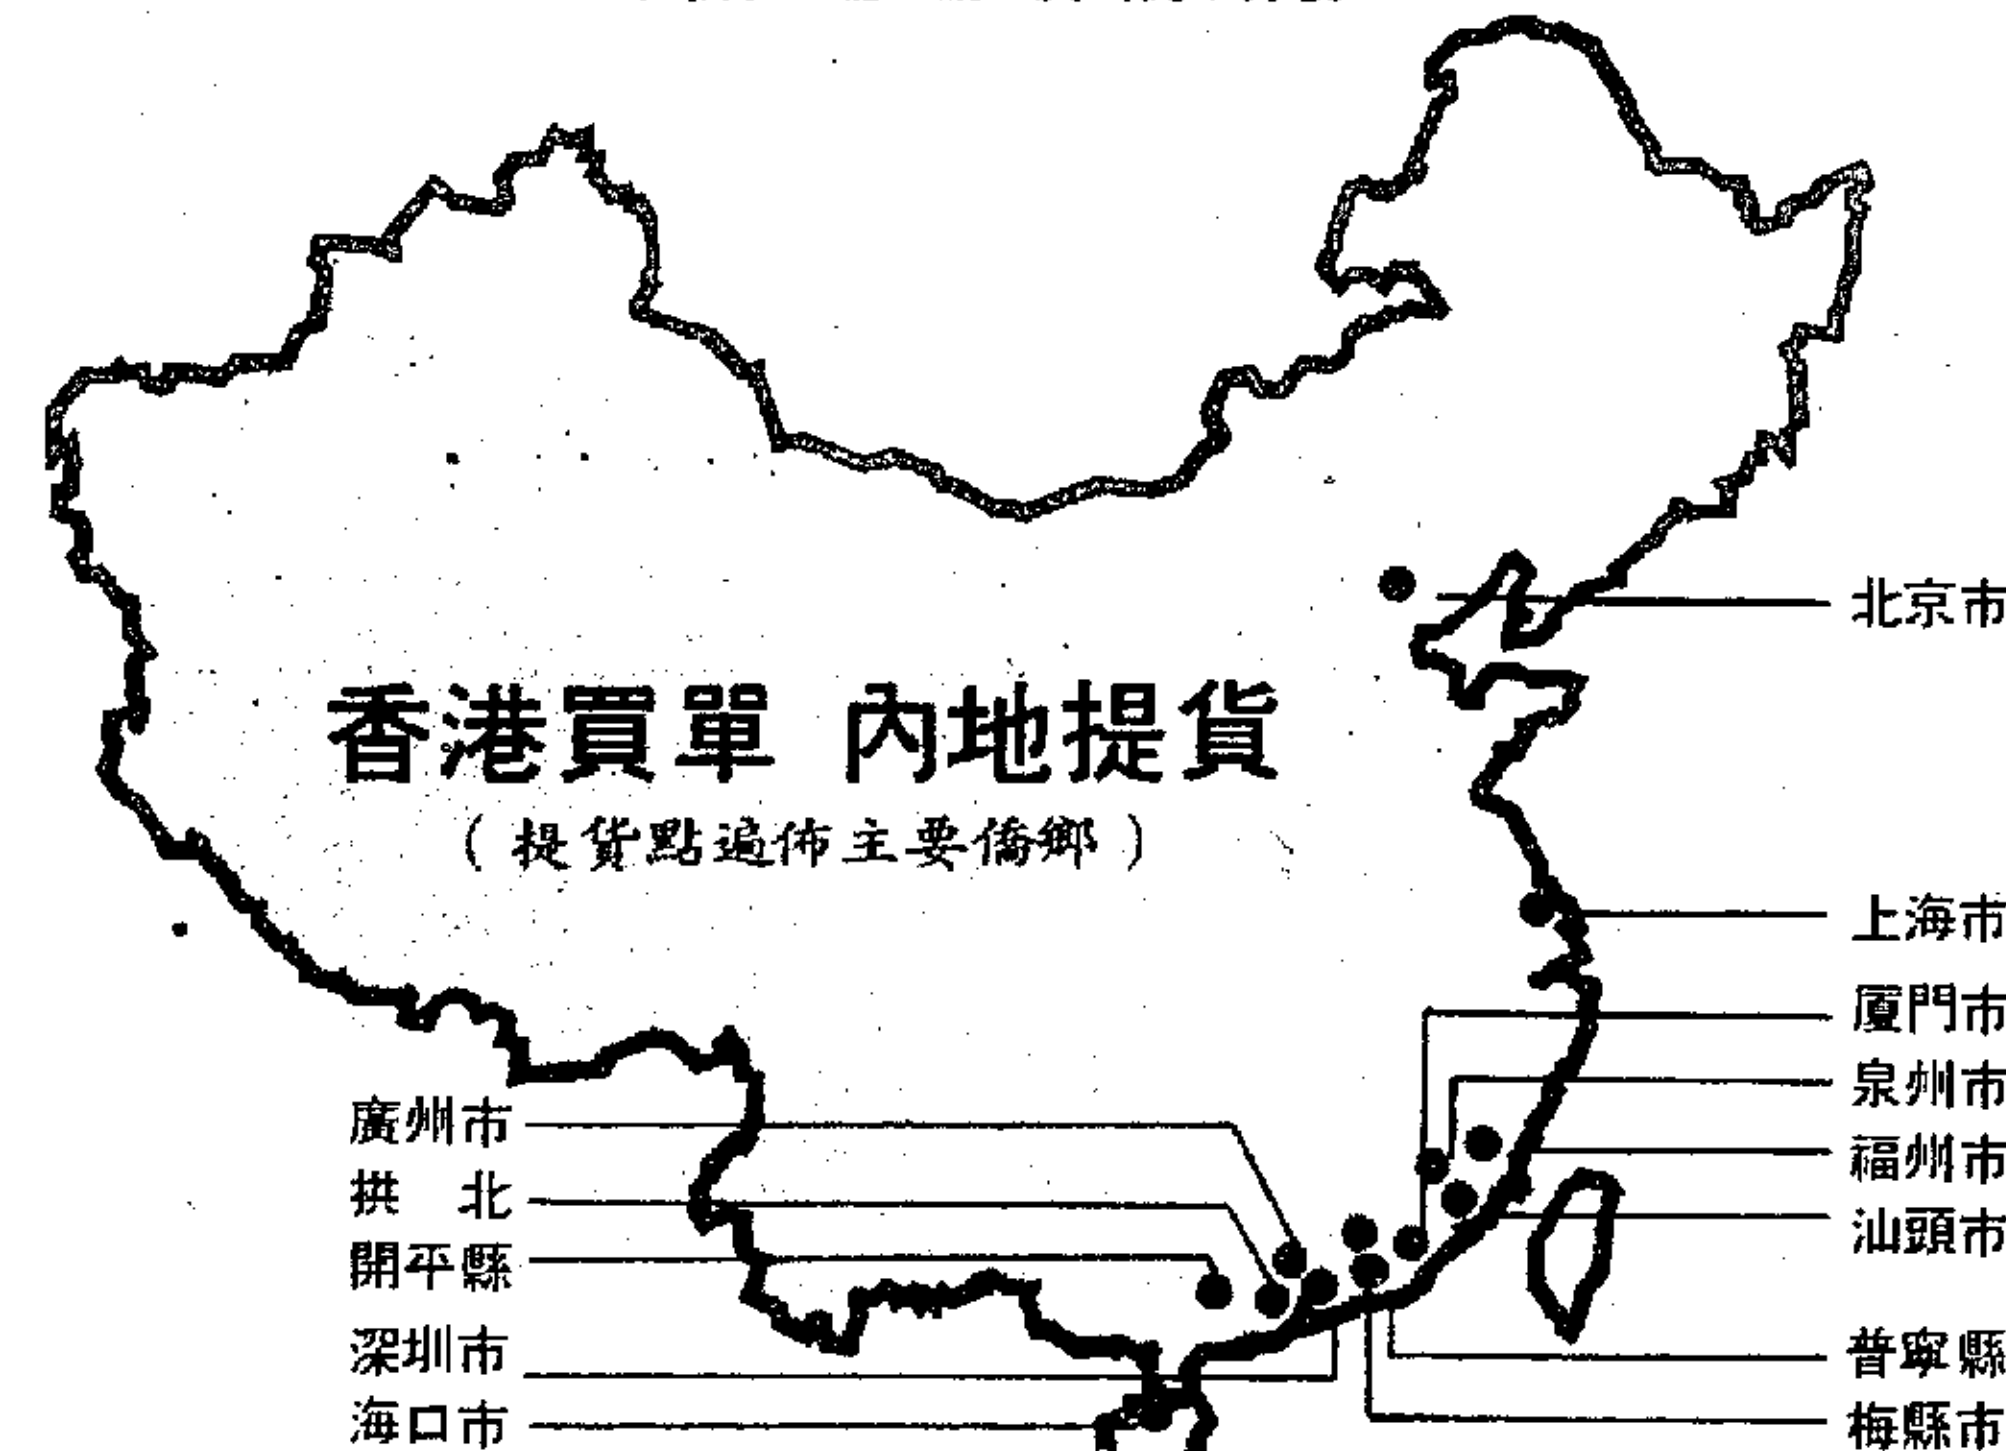 北京市
香港買單 內地提貨
（提貨點遍佈主要僑鄉）
上海市
廈門市
泉州市
福州市
汕頭市
普寧縣
梅縣市
廣州市
拱 北
開平縣
深圳市
海口市